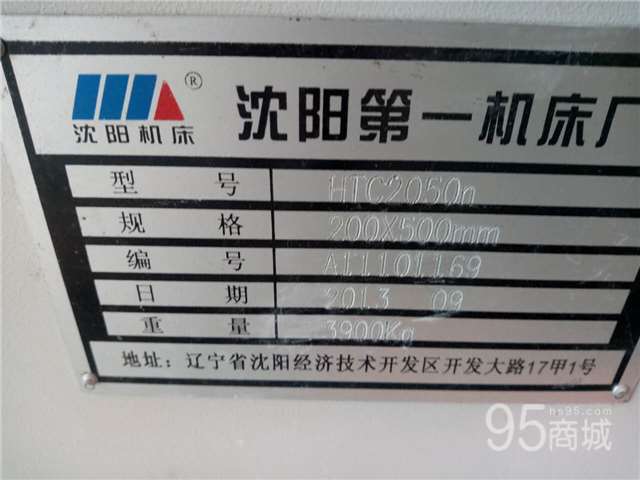 ® 沈阳第一机床厂
沈阳机床
型 号 HTC2050n
规 格 200X500mm
编 号 A11101169
日 期 2013 09
重 量 3900Kg
地址：辽宁省沈阳经济技术开发区开发大路17甲1号
hs95.com
95商城